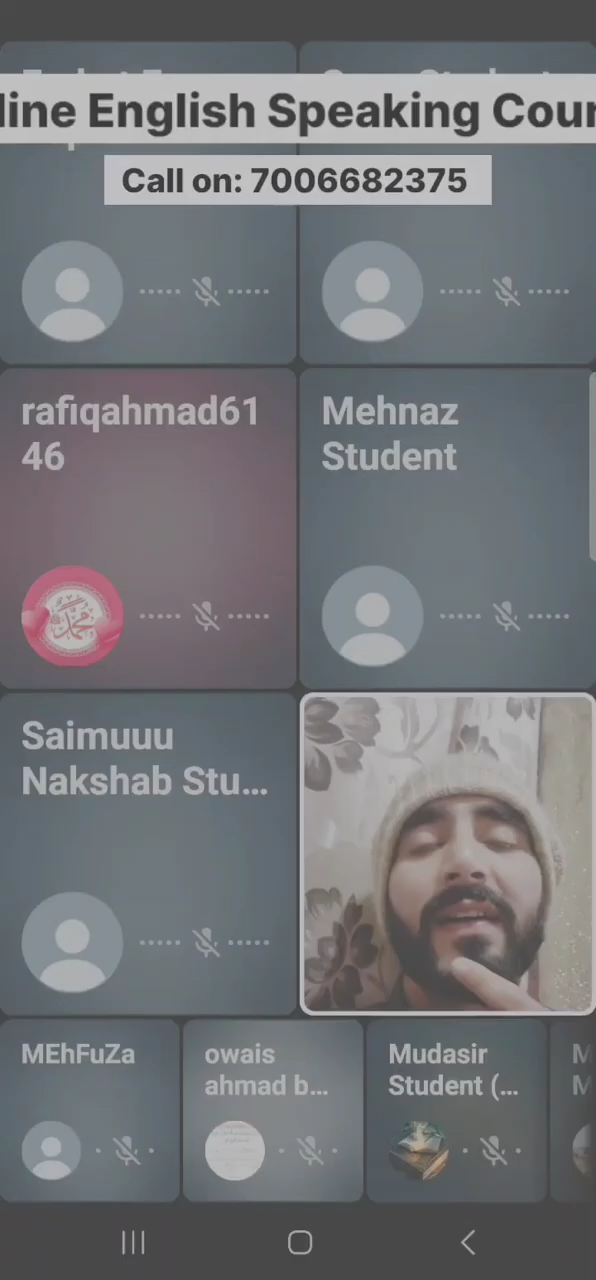 line English Speaking Cour
Call on: 7006682375
rafiqahmad61
46
Mehnaz
Student
Saimuuu
Nakshab Stu...
MEhFuZa
owais
ahmad b...
Mudasir
Student (...
M
M
محمد